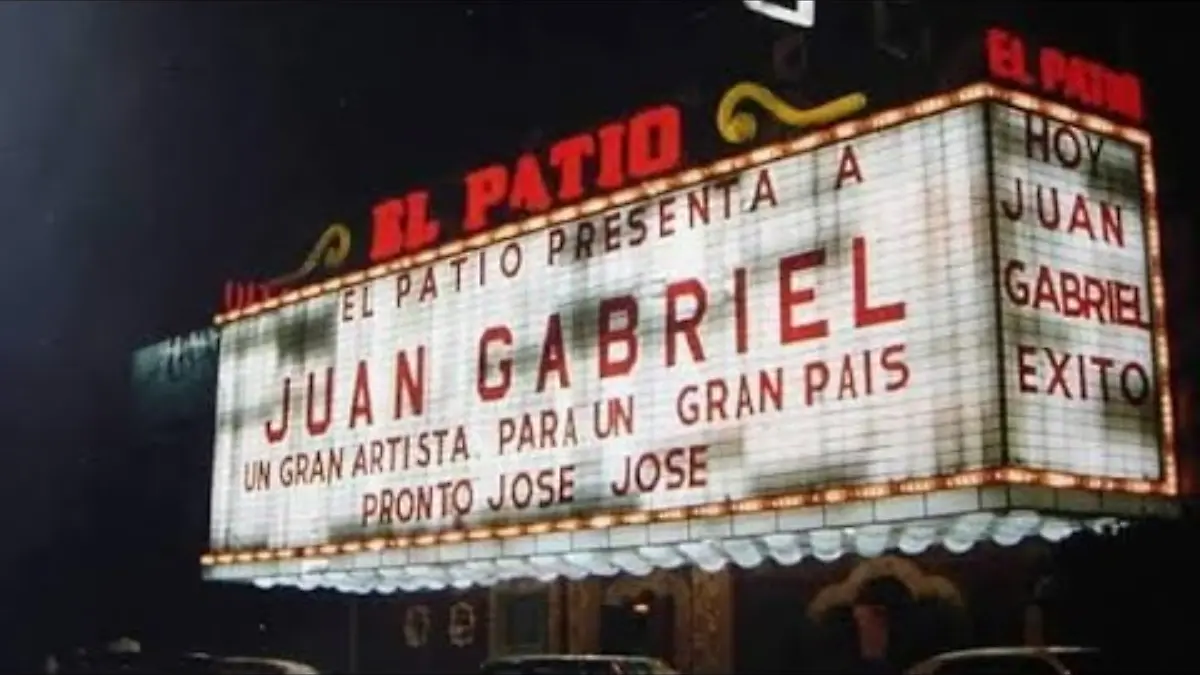 EL PATIO
EL PATIO PRESENTA A
JUAN GABRIEL
UN GRAN ARTISTA. PARA UN GRAN PAIS
PRONTO JOSE JOSE
EL PATIO
HOY
JUAN
GABRIEL
EXITO